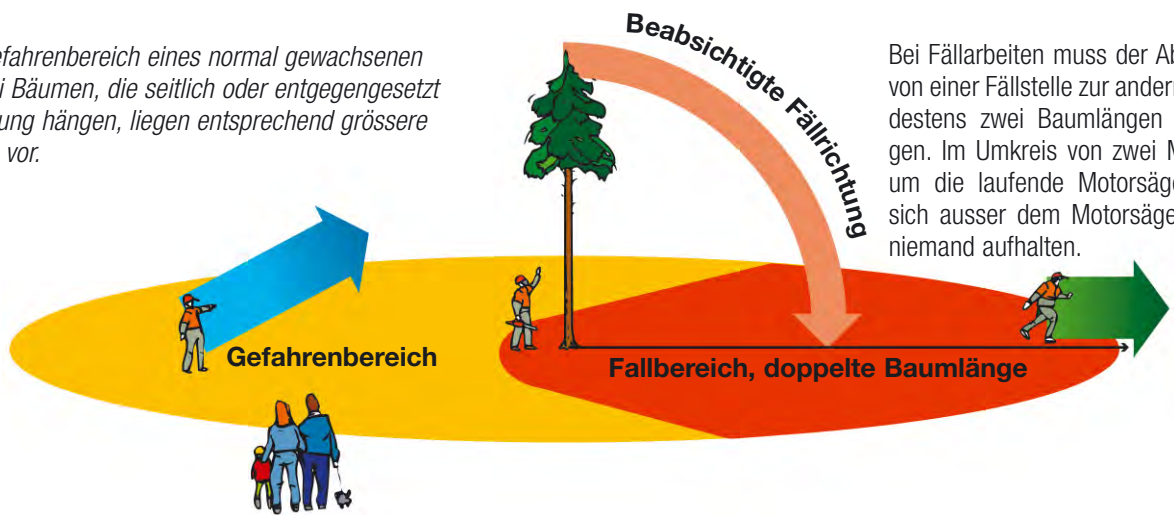 efahrenbereich eines normal gewachsenen
i Bäumen, die seitlich oder entgegengesetzt
ung hängen, liegen entsprechend grössere
vor.
Beabsichtigte Fällrichtung
Bei Fällarbeiten muss der Ab
von einer Fällstelle zur andern
destens zwei Baumlängen
gen. Im Umkreis von zwei M
um die laufende Motorsäge
sich ausser dem Motorsäge
niemand aufhalten.
Gefahrenbereich
Fallbereich, doppelte Baumlänge